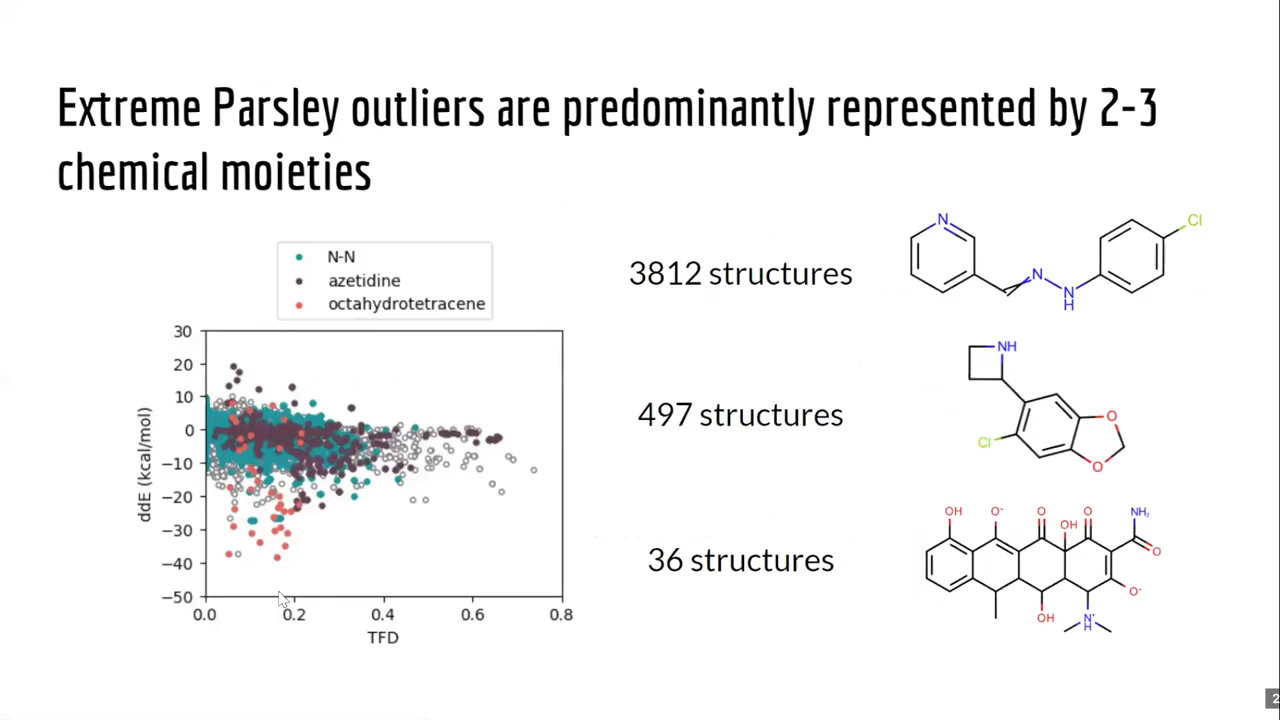 Extreme Parsley outliers are predominantly represented by 2-3
chemical moieties
N-N
azetidine
octahydrotetracene
30
20
10
0
−10
−20
−30
−40
−50
0.0 0.2 0.4 0.6 0.8
ddE (kcal/mol)
TFD
3812 structures
N
N
N
H
Cl
497 structures
NH
Cl
O
O
36 structures
OH O⁻ O OH O NH₂
O
O⁻
OH N⁺
H
2